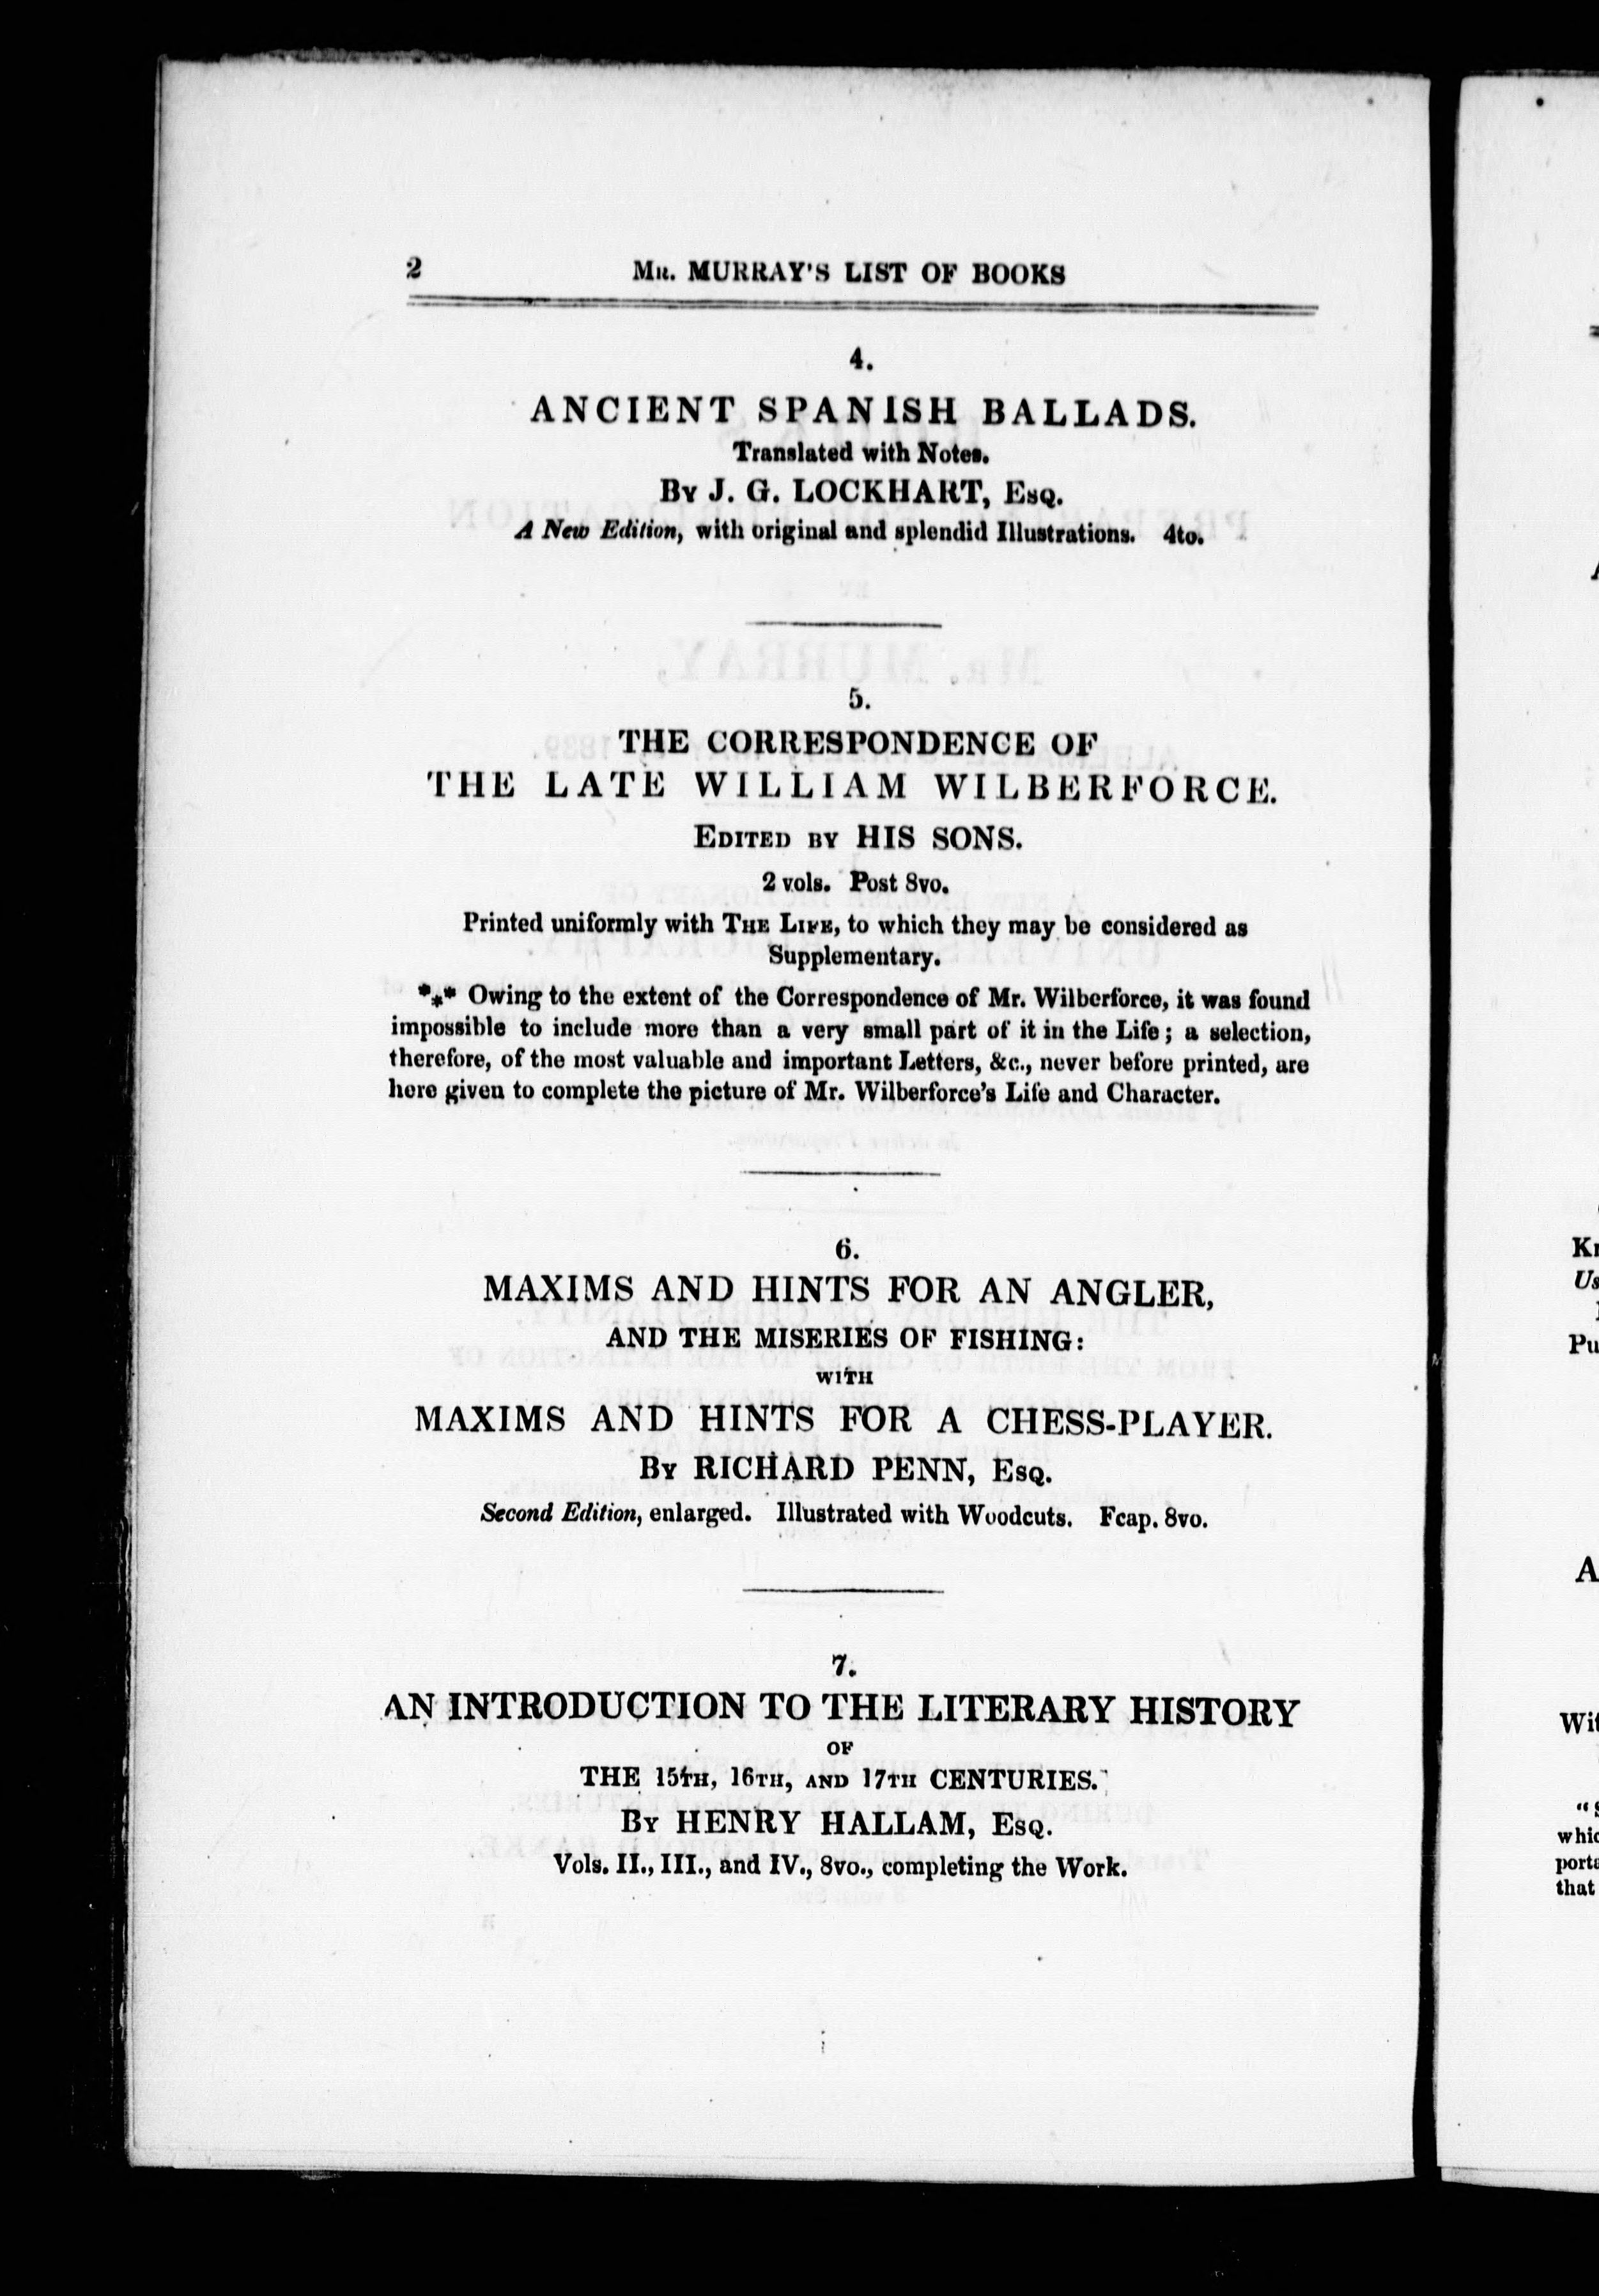 2 Mr. MURRAY'S LIST OF BOOKS
4.
ANCIENT SPANISH BALLADS.
Translated with Notes.
By J. G. LOCKHART, Esq.
A New Edition, with original and splendid Illustrations. 4to.
5.
THE CORRESPONDENCE OF
THE LATE WILLIAM WILBERFORCE.
Edited by HIS SONS.
2 vols. Post 8vo.
Printed uniformly with The Life, to which they may be considered as
Supplementary.
*⁎* Owing to the extent of the Correspondence of Mr. Wilberforce, it was found
impossible to include more than a very small part of it in the Life; a selection,
therefore, of the most valuable and important Letters, &c., never before printed, are
here given to complete the picture of Mr. Wilberforce's Life and Character.
6.
MAXIMS AND HINTS FOR AN ANGLER,
AND THE MISERIES OF FISHING:
WITH
MAXIMS AND HINTS FOR A CHESS-PLAYER.
By RICHARD PENN, Esq.
Second Edition, enlarged. Illustrated with Woodcuts. Fcap. 8vo.
7.
AN INTRODUCTION TO THE LITERARY HISTORY
OF
THE 15th, 16th, and 17th CENTURIES.
By HENRY HALLAM, Esq.
Vols. II., III., and IV., 8vo., completing the Work.
Us
Pu
A
Wit
whic
porta
that